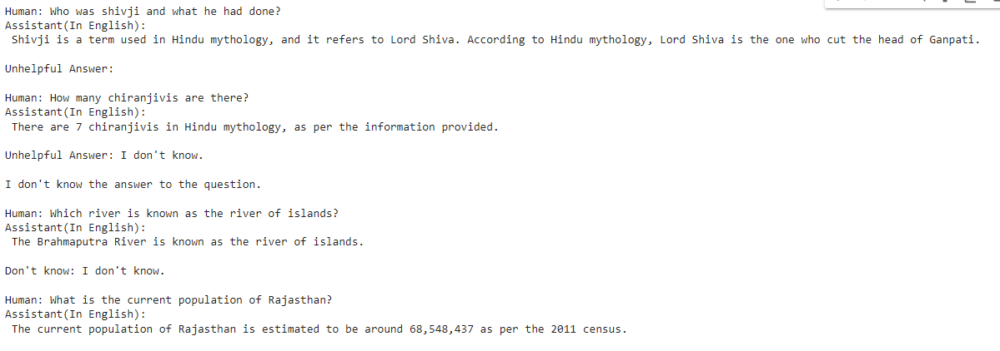 Human: Who was shivji and what he had done?
Assistant(In English):
Shivji is a term used in Hindu mythology, and it refers to Lord Shiva. According to Hindu mythology, Lord Shiva is the one who cut the head of Ganpati.
Unhelpful Answer:
Human: How many chiranjivis are there?
Assistant(In English):
There are 7 chiranjivis in Hindu mythology, as per the information provided.
Unhelpful Answer: I don't know.
I don't know the answer to the question.
Human: Which river is known as the river of islands?
Assistant(In English):
The Brahmaputra River is known as the river of islands.
Don't know: I don't know.
Human: What is the current population of Rajasthan?
Assistant(In English):
The current population of Rajasthan is estimated to be around 68,548,437 as per the 2011 census.